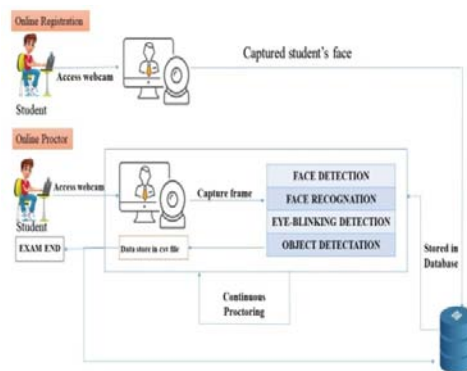 Online Registration
Access webcam
Student
Captured student's face
Online Proctor
Access webcam
Student
Capture frame
FACE DETECTION
FACE RECOGNATION
EYE-BLINKING DETECTION
OBJECT DETECTATION
EXAM END
Data store in csv file
Stored in
Database
Continuous
Proctoring